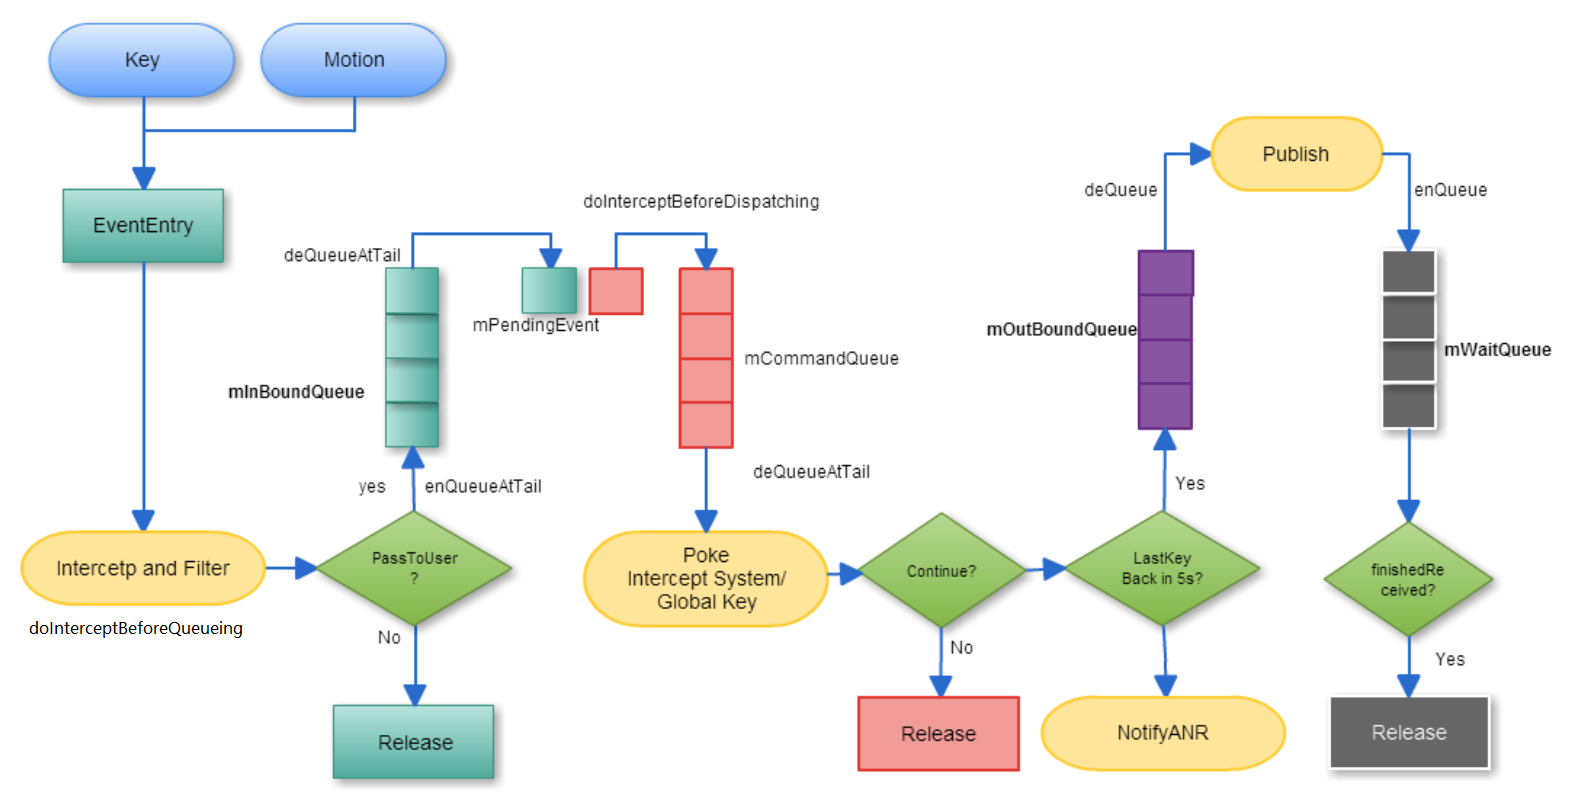 Key
Motion
EventEntry
Intercetp and Filter
doInterceptBeforeQueueing
PassToUser
?
yes
enQueueAtTail
No
Release
mInBoundQueue
deQueueAtTail
mPendingEvent
doInterceptBeforeDispatching
mCommandQueue
deQueueAtTail
Poke
Intercept System/
Global Key
Continue?
No
Release
LastKey
Back in 5s?
Yes
NotifyANR
mOutBoundQueue
deQueue
Publish
enQueue
mWaitQueue
finishedRe
ceived?
Yes
Release